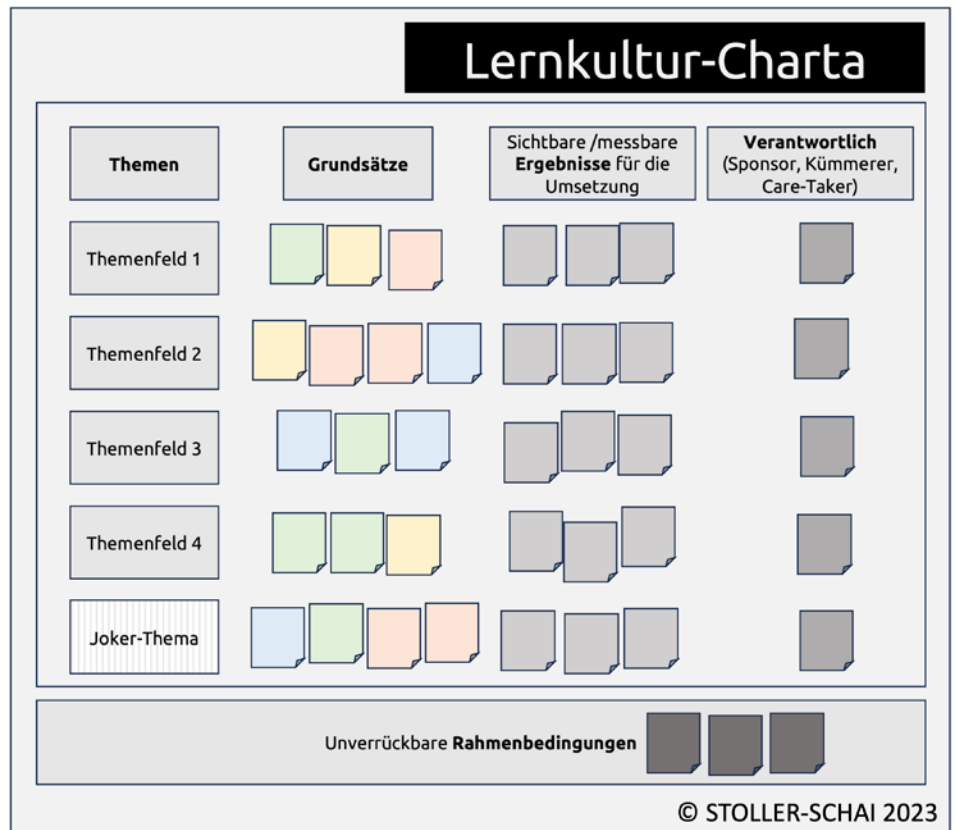 Lernkultur-Charta
Themen
Grundsätze
Sichtbare /messbare
Ergebnisse für die
Umsetzung
Verantwortlich
(Sponsor, Kümmerer,
Care-Taker)
Themenfeld 1
Themenfeld 2
Themenfeld 3
Themenfeld 4
Joker-Thema
Unverrückbare Rahmenbedingungen
© STOLLER-SCHAI 2023